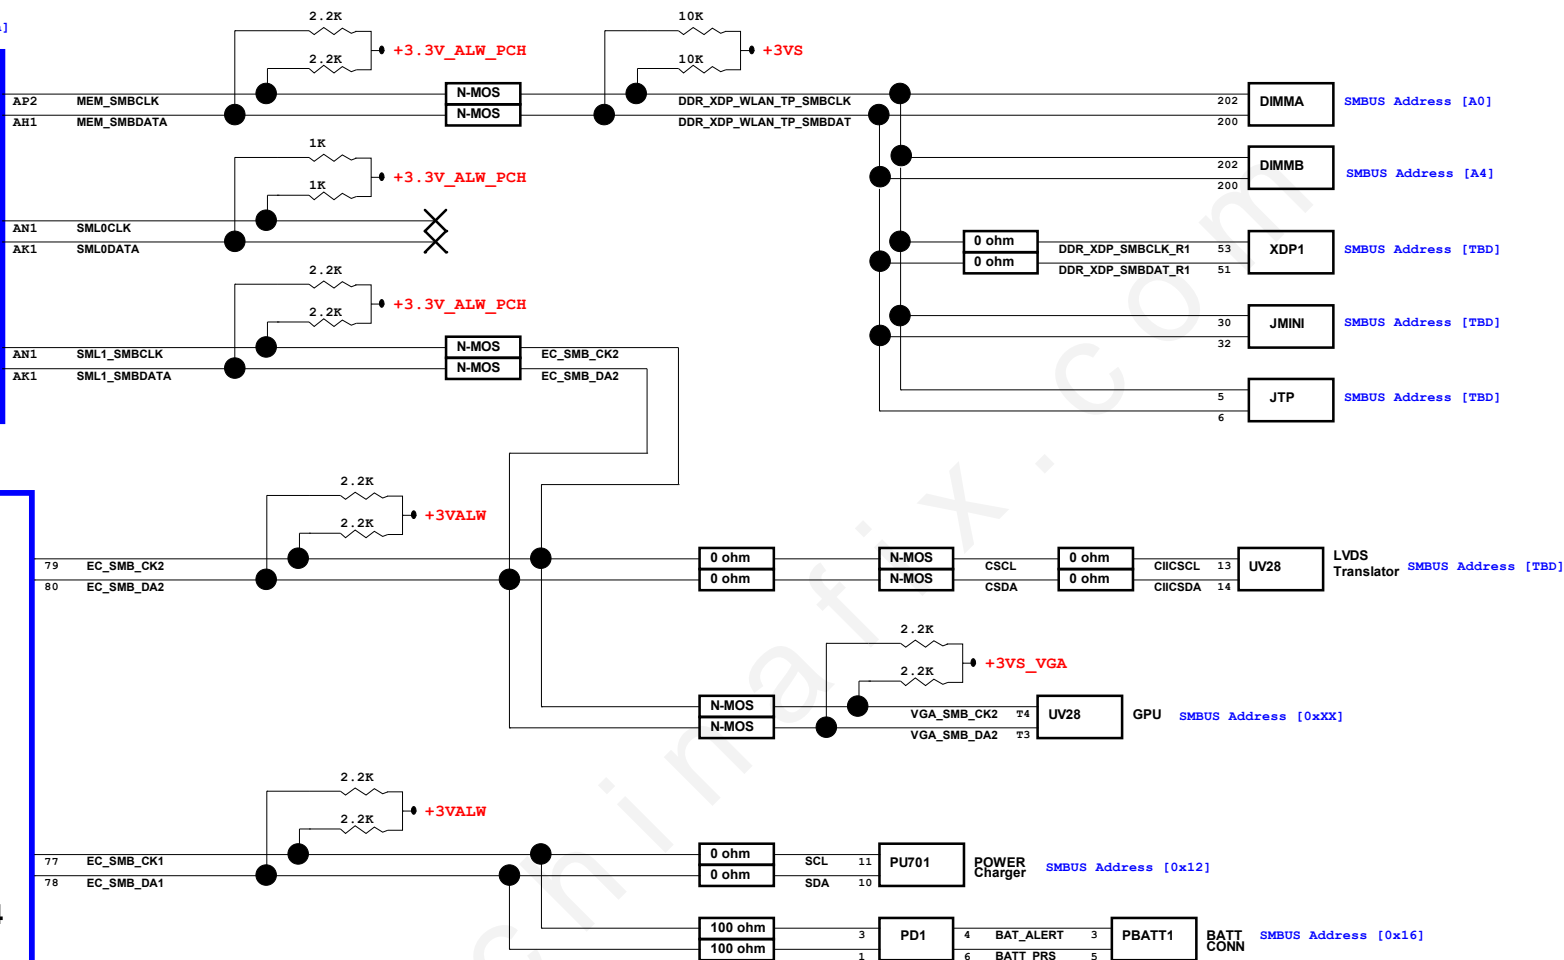 2.2K
10K
]
+3.3V_ALW_PCH
+3VS
2.2K
10K
N-MOS
AP2 MEM_SMBCLK
DDR_XDP_WLAN_TP_SMBCLK
202 DIMMA SMBUS Address [A0]
N-MOS
AH1 MEM_SMBDATA
DDR_XDP_WLAN_TP_SMBDAT
200
1K
202 DIMMB SMBUS Address [A4]
+3.3V_ALW_PCH
1K
200
AN1 SML0CLK
0 ohm DDR_XDP_SMBCLK_R1 53 XDP1 SMBUS Address [TBD]
AK1 SML0DATA
0 ohm DDR_XDP_SMBDAT_R1 51
2.2K
+3.3V_ALW_PCH
2.2K
30 JMINI SMBUS Address [TBD]
32
N-MOS
AN1 SML1_SMBCLK
EC_SMB_CK2
N-MOS
AK1 SML1_SMBDATA
EC_SMB_DA2
5 JTP SMBUS Address [TBD]
6
2.2K
+3VALW
2.2K
79 EC_SMB_CK2
0 ohm N-MOS CSCL 0 ohm CIICSCL 13 UV28 LVDS Translator SMBUS Address [TBD]
80 EC_SMB_DA2
0 ohm N-MOS CSDA 0 ohm CIICSDA 14
2.2K
+3VS_VGA
2.2K
N-MOS VGA_SMB_CK2 T4 UV28 GPU SMBUS Address [0xXX]
N-MOS VGA_SMB_DA2 T3
2.2K
+3VALW
2.2K
77 EC_SMB_CK1
0 ohm SCL 11 PU701 POWER Charger SMBUS Address [0x12]
78 EC_SMB_DA1
0 ohm SDA 10
100 ohm 3 PD1 4 BAT_ALERT 3 PBATT1 BATT CONN SMBUS Address [0x16]
100 ohm 1 6 BATT_PRS 5
chinafix.com